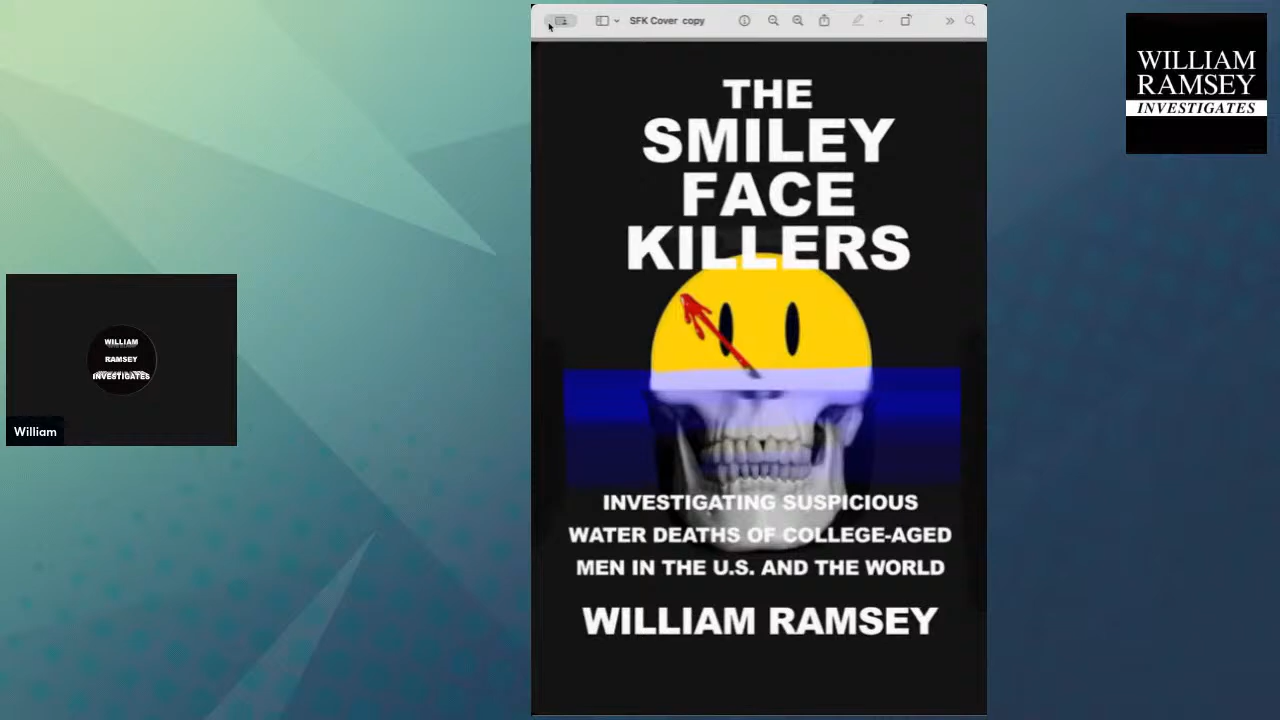 SFK Cover copy
THE
SMILEY
FACE
KILLERS
INVESTIGATING SUSPICIOUS
WATER DEATHS OF COLLEGE-AGED
MEN IN THE U.S. AND THE WORLD
WILLIAM RAMSEY
WILLIAM
RAMSEY
INVESTIGATES
WILLIAM
RAMSEY
INVESTIGATES
William